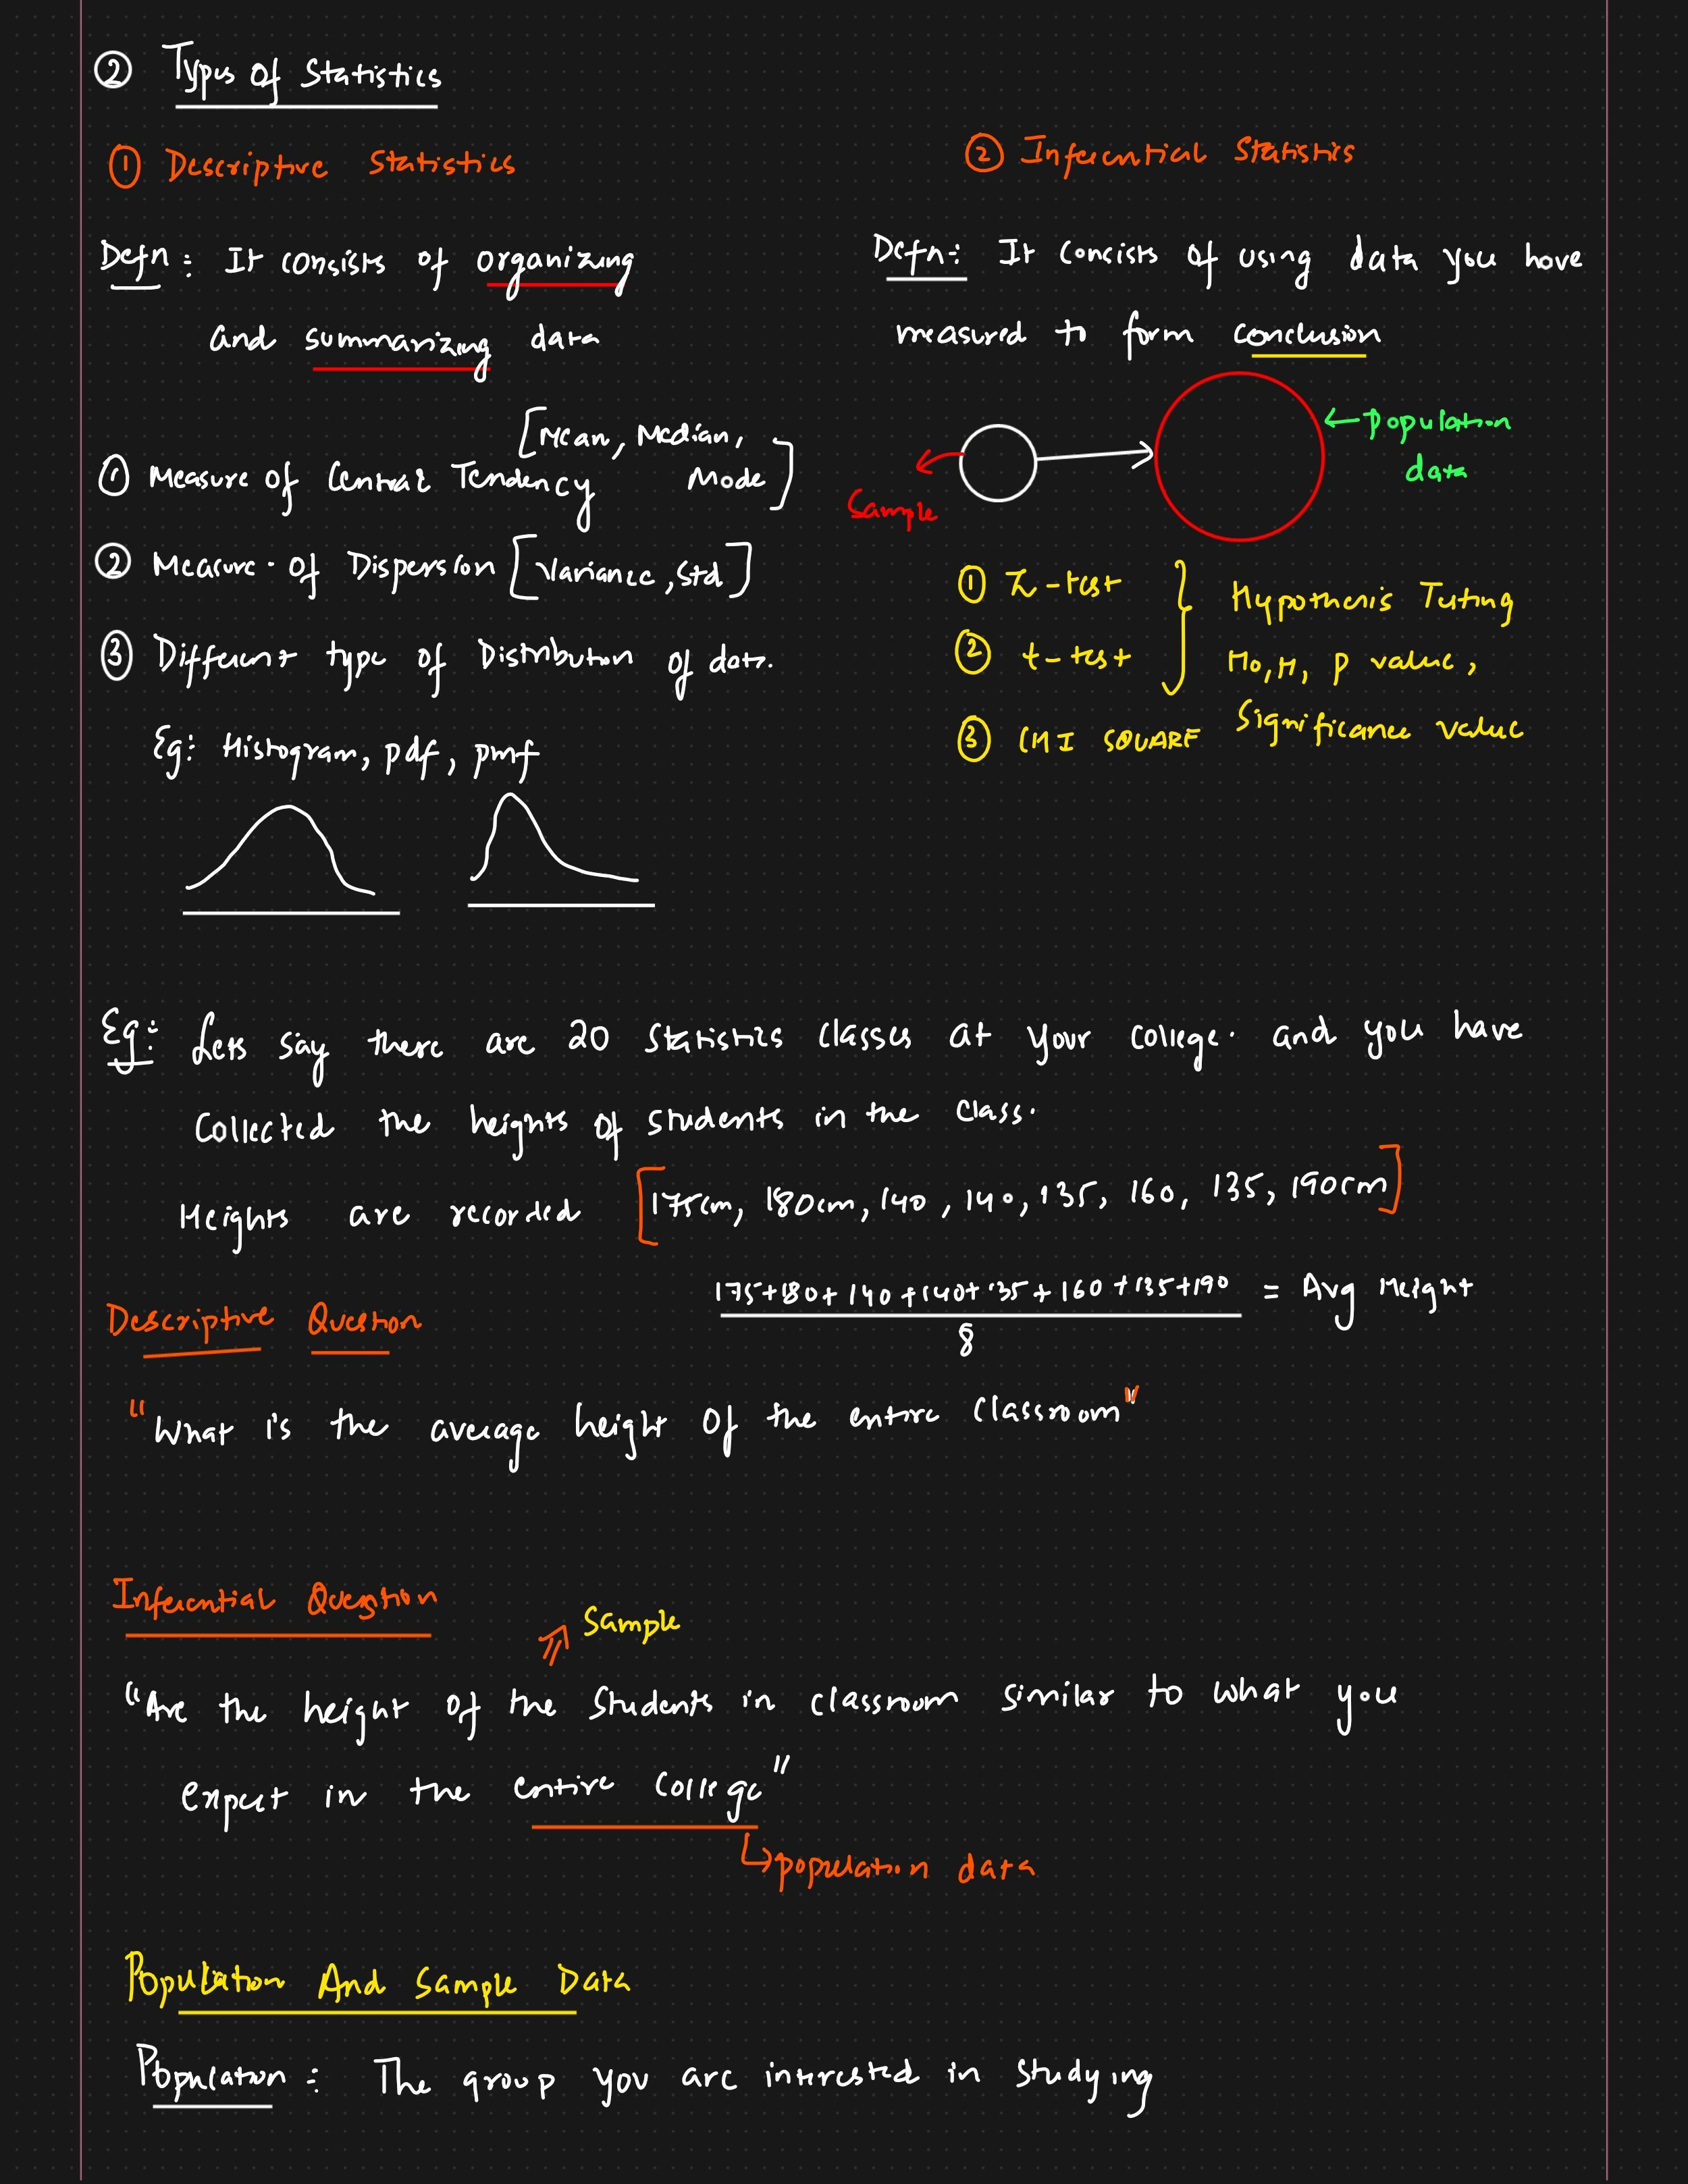 ② Types of Statistics
① Descriptive Statistics
Defn : It consists of organizing
and summarizing data
[Mean, Median,
① Measure of Central Tendency Mode]
② Measure of Dispersion [Variance, Std]
③ Different type of Distribution of data.
Eg: Histogram, pdf, pmf
② Inferential Statistics
Defn: It consists of using data you have
measured to form conclusion
← population
data
Sample
① Z-test
② t-test
③ CHI SQUARE
Hypothesis Testing
H0, H1 P value,
Significance value
Eg: Lets say there are 20 statistics classes at your college. and you have
Collected the heights of students in the class.
Heights are recorded [175cm, 180cm, 140, 140, 135, 160, 135, 190cm]
175+180+140+140+135+160+135+190 = Avg Height
8
Descriptive Question
"What is the average height of the entire classroom"
Inferential Question
Sample
"Are the height of the students in classroom similar to what you
expect in the entire college"
population data
Population And Sample Data
Population : The group you are interested in studying